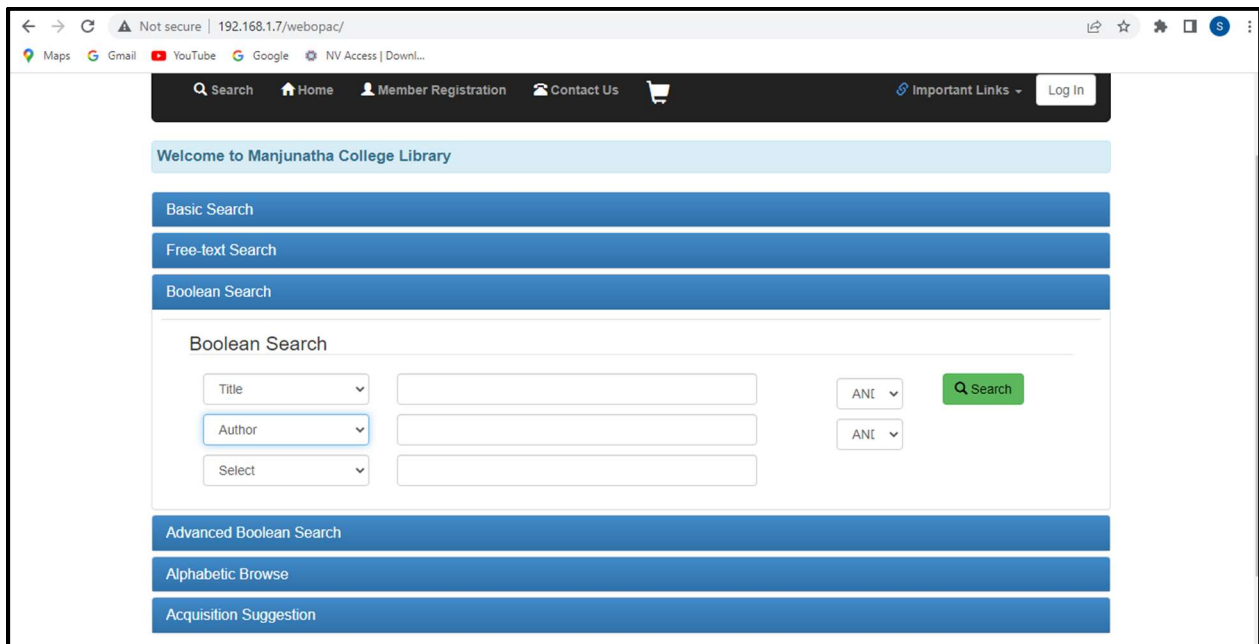 Not secure | 192.168.1.7/webopac/
S
Maps Gmail YouTube Google NV Access | Downl...
Search Home Member Registration Contact Us Important Links Log In
Welcome to Manjunatha College Library
Basic Search
Free-text Search
Boolean Search
Boolean Search
Title AND Search
Author AND
Select
Advanced Boolean Search
Alphabetic Browse
Acquisition Suggestion